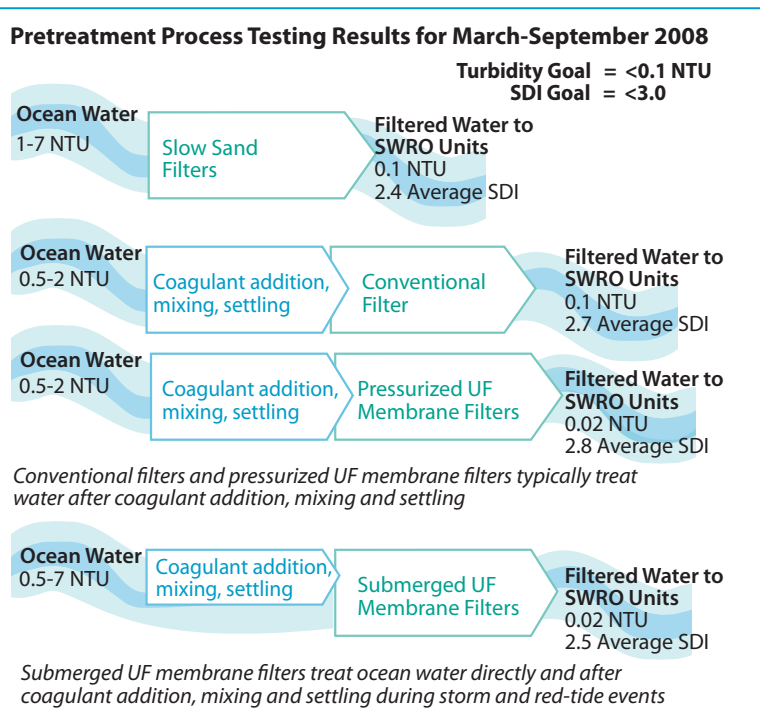 Pretreatment Process Testing Results for March-September 2008
Turbidity Goal = <0.1 NTU
SDI Goal = <3.0
Ocean Water
1-7 NTU
Slow Sand
Filters
Filtered Water to
SWRO Units
0.1 NTU
2.4 Average SDI
Ocean Water
0.5-2 NTU
Coagulant addition,
mixing, settling
Conventional
Filter
Filtered Water to
SWRO Units
0.1 NTU
2.7 Average SDI
Ocean Water
0.5-2 NTU
Coagulant addition,
mixing, settling
Pressurized UF
Membrane Filters
Filtered Water to
SWRO Units
0.02 NTU
2.8 Average SDI
Conventional filters and pressurized UF membrane filters typically treat
water after coagulant addition, mixing and settling
Ocean Water
0.5-7 NTU
Coagulant addition,
mixing, settling
Submerged UF
Membrane Filters
Filtered Water to
SWRO Units
0.02 NTU
2.5 Average SDI
Submerged UF membrane filters treat ocean water directly and after
coagulant addition, mixing and settling during storm and red-tide events